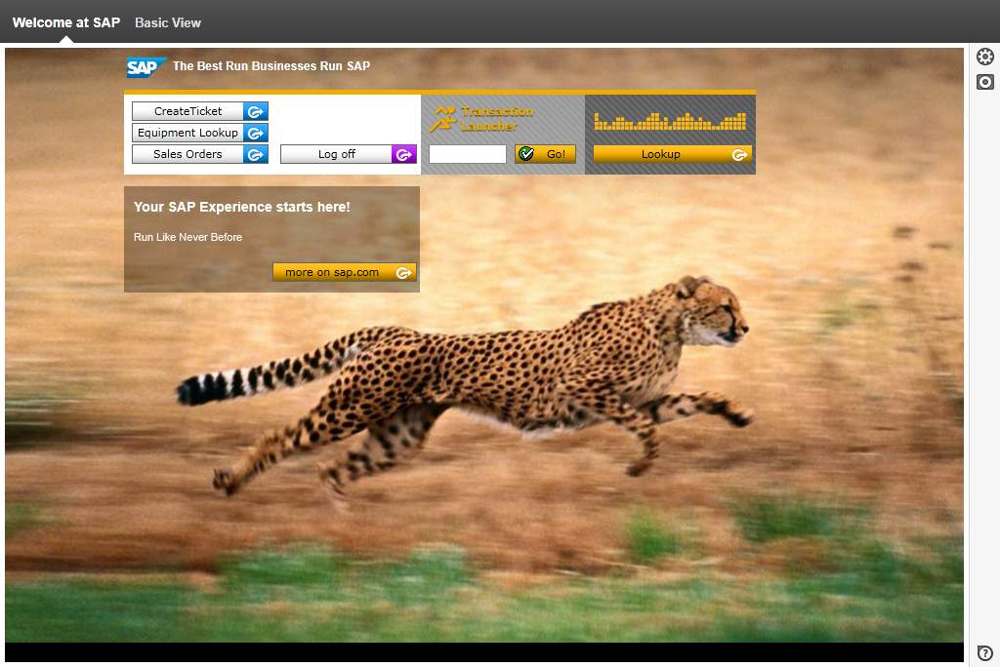 Welcome at SAP
Basic View
SAP
The Best Run Businesses Run SAP
CreateTicket
Equipment Lookup
Sales Orders
Log off
Transaction
Launcher
Go!
Lookup
Your SAP Experience starts here!
Run Like Never Before
more on sap.com
?